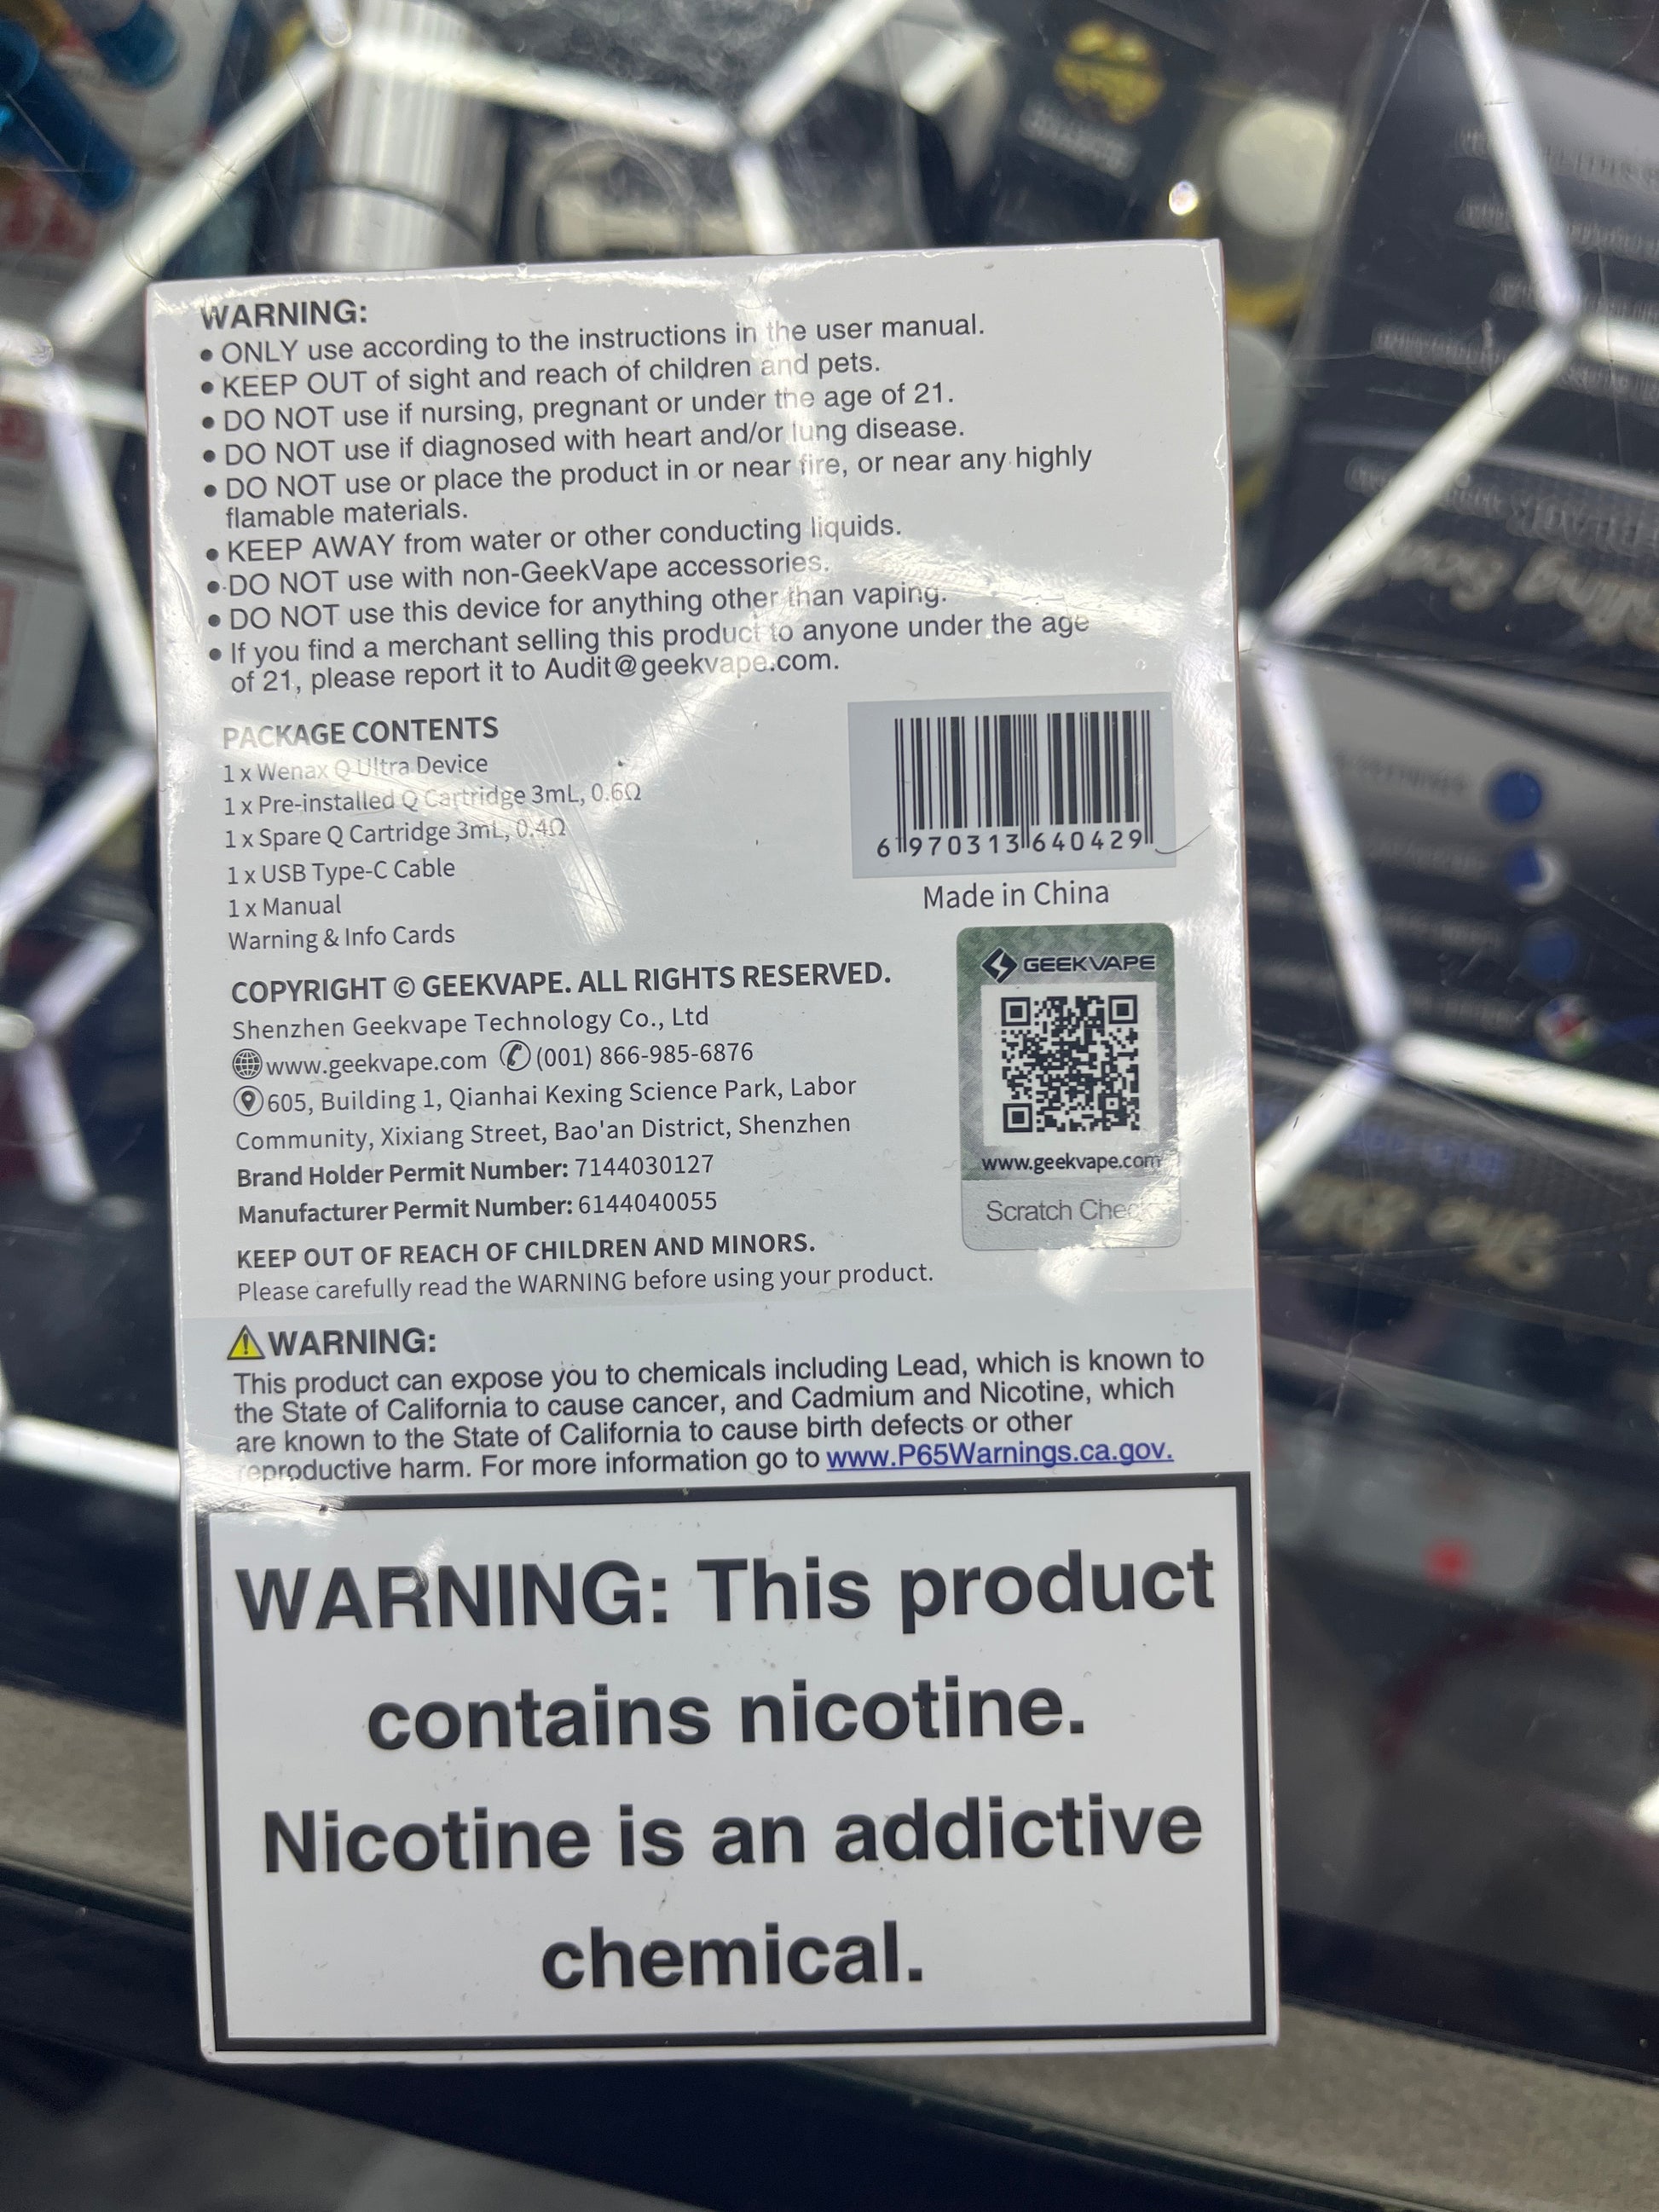 WARNING:
• ONLY use according to the instructions in the user manual.
• KEEP OUT of sight and reach of children and pets.
• DO NOT use if nursing, pregnant or under the age of 21.
• DO NOT use if diagnosed with heart and/or lung disease.
• DO NOT use or place the product in or near fire, or near any highly
flamable materials.
• KEEP AWAY from water or other conducting liquids.
• DO NOT use with non-GeekVape accessories.
• DO NOT use this device for anything other than vaping.
• If you find a merchant selling this product to anyone under the age
of 21, please report it to Audit@geekvape.com.
PACKAGE CONTENTS
1 x Wenax Q Ultra Device
1 x Pre-installed Q Cartridge 3mL, 0.6Ω
1 x Spare Q Cartridge 3mL, 0.4Ω
1 x USB Type-C Cable
1 x Manual
Warning & Info Cards
6 970313 640429
Made in China
GEEKVAPE
www.geekvape.com
Scratch Check
COPYRIGHT © GEEKVAPE. ALL RIGHTS RESERVED.
Shenzhen Geekvape Technology Co., Ltd
www.geekvape.com (001) 866-985-6876
605, Building 1, Qianhai Kexing Science Park, Labor
Community, Xixiang Street, Bao'an District, Shenzhen
Brand Holder Permit Number: 7144030127
Manufacturer Permit Number: 6144040055
KEEP OUT OF REACH OF CHILDREN AND MINORS.
Please carefully read the WARNING before using your product.
WARNING:
This product can expose you to chemicals including Lead, which is known to
the State of California to cause cancer, and Cadmium and Nicotine, which
are known to the State of California to cause birth defects or other
reproductive harm. For more information go to www.P65Warnings.ca.gov.
WARNING: This product
contains nicotine.
Nicotine is an addictive
chemical.